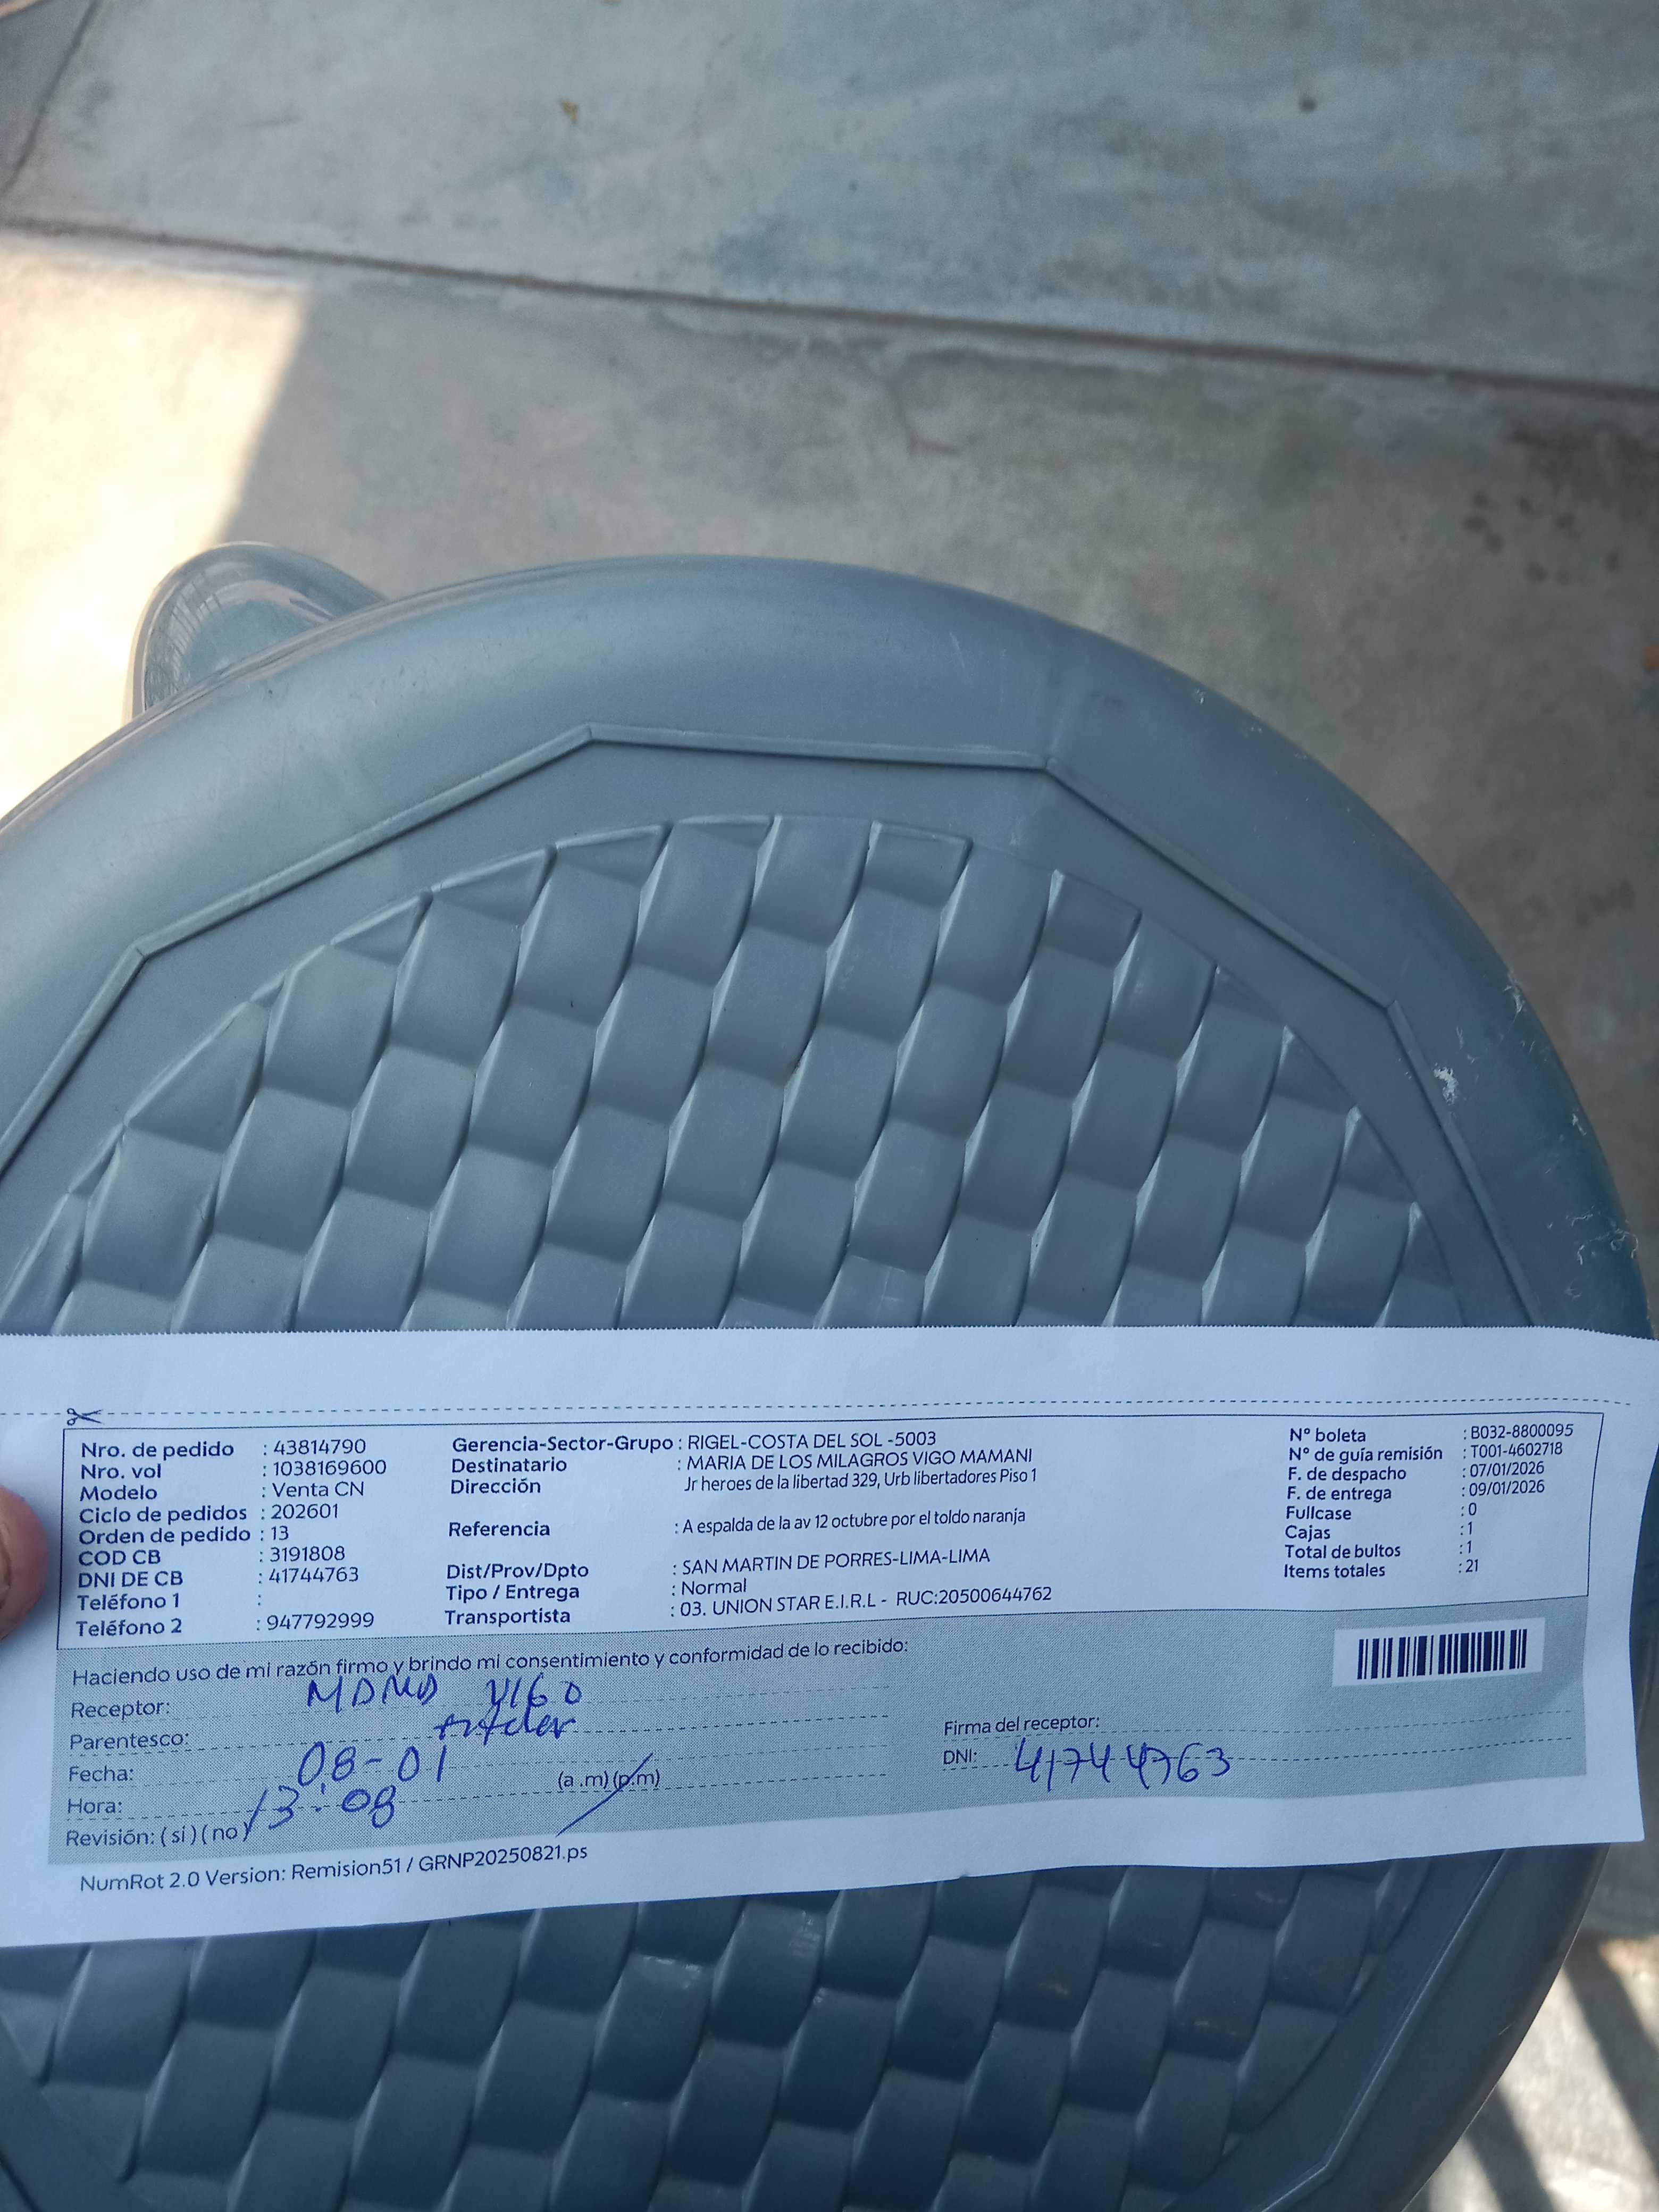 Nro. de pedido : 43814790
Nro. vol : 1038169600
Modelo : Venta CN
Ciclo de pedidos : 202601
Orden de pedido : 13
COD CB : 3191808
DNI DE CB : 41744763
Teléfono 1 :
Teléfono 2 : 947792999
Gerencia-Sector-Grupo : RIGEL-COSTA DEL SOL -5003
Destinatario : MARIA DE LOS MILAGROS VIGO MAMANI
Dirección Jr heroes de la libertad 329, Urb libertadores Piso 1
Referencia : A espalda de la av 12 octubre por el toldo naranja
Dist/Prov/Dpto : SAN MARTIN DE PORRES-LIMA-LIMA
Tipo / Entrega : Normal
Transportista : 03. UNION STAR E.I.R.L - RUC:20500644762
N° boleta : B032-8800095
N° de guía remisión : T001-4602718
F. de despacho : 07/01/2026
F. de entrega : 09/01/2026
Fullcase : 0
Cajas : 1
Total de bultos : 1
Items totales : 21
Haciendo uso de mi razón firmo y brindo mi consentimiento y conformidad de lo recibido:
Receptor: VIGO
Parentesco:
Fecha: 08-01
Hora: 13:08 (a .m) (p.m)
Revisión: ( si ) ( no )
Firma del receptor:
DNI: 41744763
NumRot 2.0 Version: Remision51 / GRNP20250821.ps